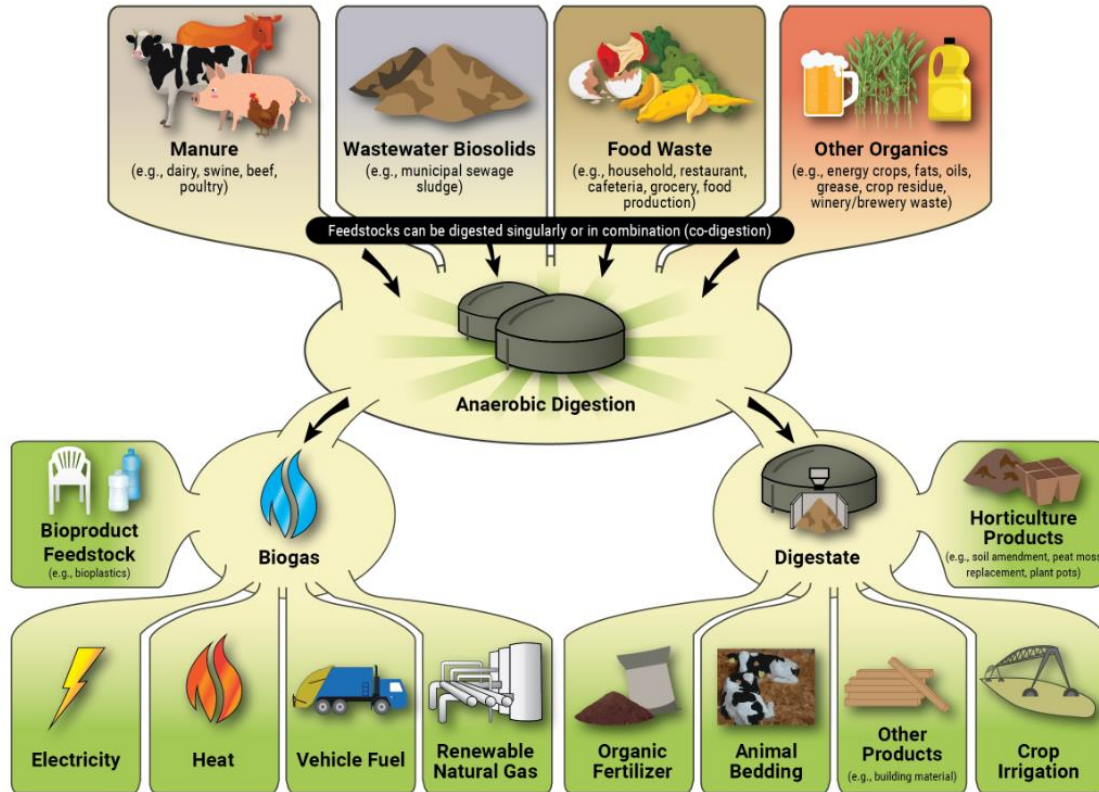 Manure
(e.g., dairy, swine, beef,
poultry)
Wastewater Biosolids
(e.g., municipal sewage
sludge)
Food Waste
(e.g., household, restaurant,
cafeteria, grocery, food
production)
Other Organics
(e.g., energy crops, fats, oils,
grease, crop residue,
winery/brewery waste)
Feedstocks can be digested singularly or in combination (co-digestion)
Anaerobic Digestion
Bioproduct
Feedstock
(e.g., bioplastics)
Biogas
Digestate
Horticulture
Products
(e.g., soil amendment, peat moss
replacement, plant pots)
Electricity
Heat
Vehicle Fuel
Renewable
Natural Gas
Organic
Fertilizer
Animal
Bedding
Other
Products
(e.g., building material)
Crop
Irrigation